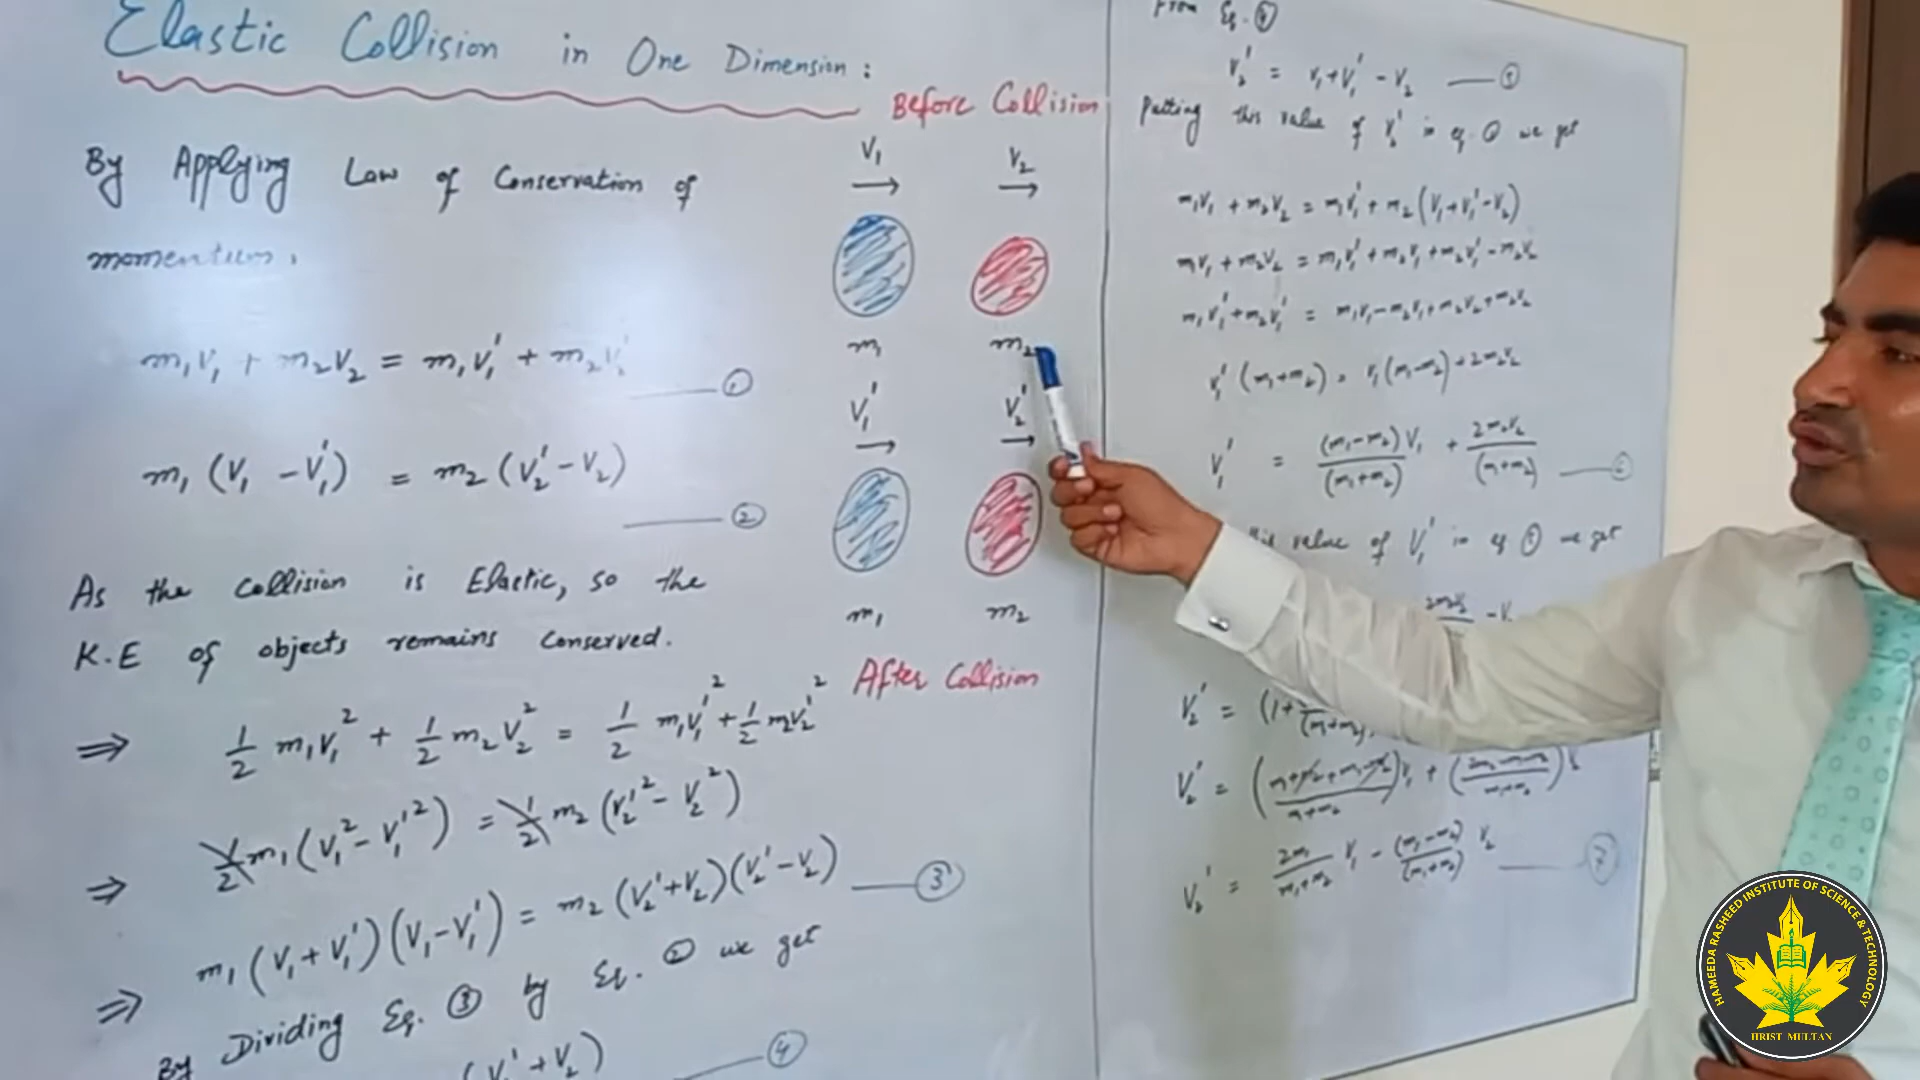 Elastic Collision in One Dimension :
By Applying Law of Conservation of
momentum,
m₁V₁ + m₂V₂ = m₁V₁' + m₂V₂' ——— ①
m₁ (V₁ - V₁') = m₂ (V₂' - V₂) ——— ②
As the Collision is Elastic, so the
K.E of objects remains Conserved.
⇒ 1/2 m₁V₁² + 1/2 m₂V₂² = 1/2 m₁V₁'² + 1/2 m₂V₂'²
⇒ 1/2 m₁(V₁² - V₁'²) = 1/2 m₂ (V₂'² - V₂²)
⇒ m₁ (V₁ + V₁') (V₁ - V₁') = m₂ (V₂' + V₂) (V₂' - V₂) ——— ③
By Dividing Eq. ③ by Eq. ② we get
(V₂' + V₂) ——— ④
Before Collision
V₁ V₂
→ →
m₁ m₂
V₁' V₂'
→ →
m₁ m₂
After Collision
From Eq. ④
V₂' = V₁ + V₁' - V₂ ——— ⑤
Putting this value of V₂' in eq. ① we get
m₁V₁ + m₂V₂ = m₁V₁' + m₂ (V₁ + V₁' - V₂)
m₁V₁ + m₂V₂ = m₁V₁' + m₂V₁ + m₂V₁' - m₂V₂
m₁V₁' + m₂V₁' = m₁V₁ - m₂V₁ + m₂V₂ + m₂V₂
V₁' (m₁ + m₂) = V₁ (m₁ - m₂) + 2m₂V₂
V₁' = (m₁ - m₂) V₁ / (m₁ + m₂) + 2m₂V₂ / (m₁ + m₂)
value of V₁' in eq we get
V₂' = (1 +
V₂' =
V₂' = 2m₁ / m₁ + m₂ V₁ - (m₁ - m₂) / (m₁ + m₂) V₂ ——— ⑦
HAMEEDA RASHEED INSTITUTE OF SCIENCE & TECHNOLOGY
HRIST MULTAN